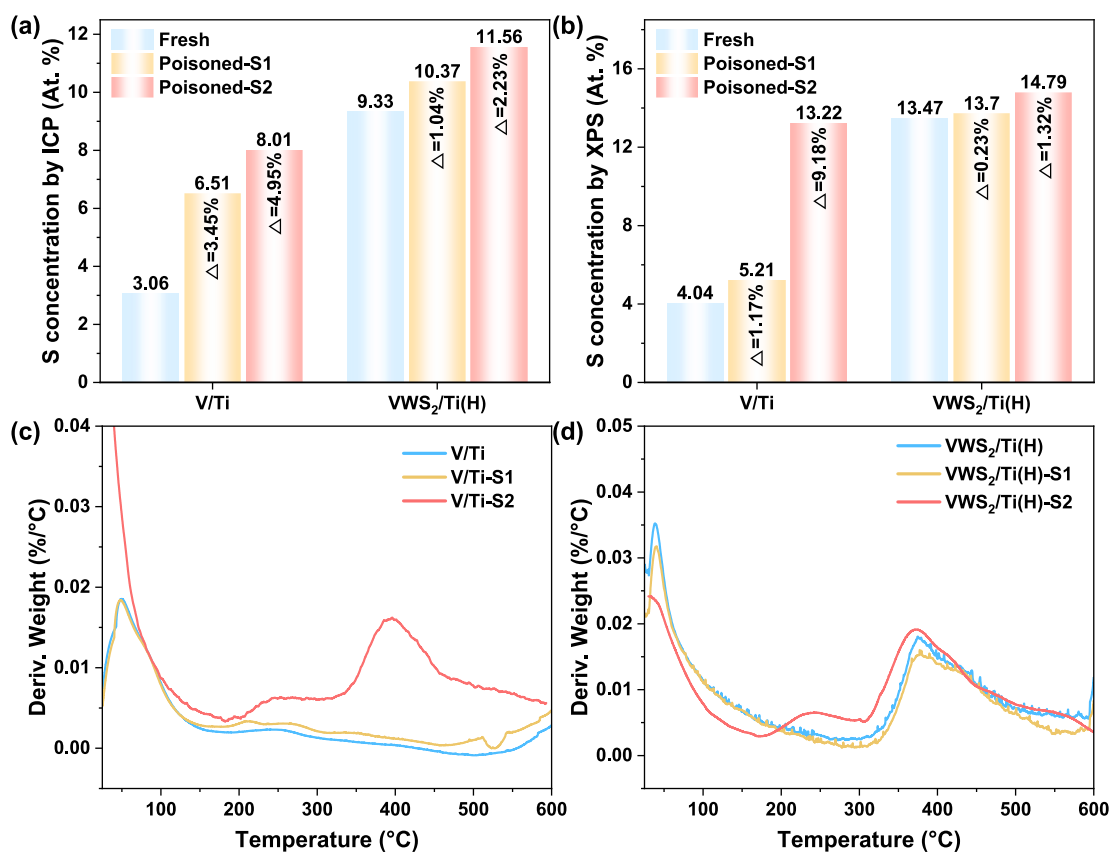 (a)
S concentration by ICP (At. %)
12
10
8
6
4
2
0
Fresh
Poisoned-S1
Poisoned-S2
3.06
6.51
△=3.45%
8.01
△=4.95%
9.33
10.37
△=1.04%
11.56
△=2.23%
V/Ti
VWS₂/Ti(H)
(b)
S concentration by XPS (At. %)
16
12
8
4
0
Fresh
Poisoned-S1
Poisoned-S2
4.04
5.21
△=1.17%
13.22
△=9.18%
13.47
13.7
△=0.23%
14.79
△=1.32%
V/Ti
VWS₂/Ti(H)
(c)
Deriv. Weight (%/°C)
0.04
0.03
0.02
0.01
0.00
V/Ti
V/Ti-S1
V/Ti-S2
100
200
300
400
500
600
Temperature (°C)
(d)
Deriv. Weight (%/°C)
0.05
0.04
0.03
0.02
0.01
0.00
VWS₂/Ti(H)
VWS₂/Ti(H)-S1
VWS₂/Ti(H)-S2
100
200
300
400
500
600
Temperature (°C)